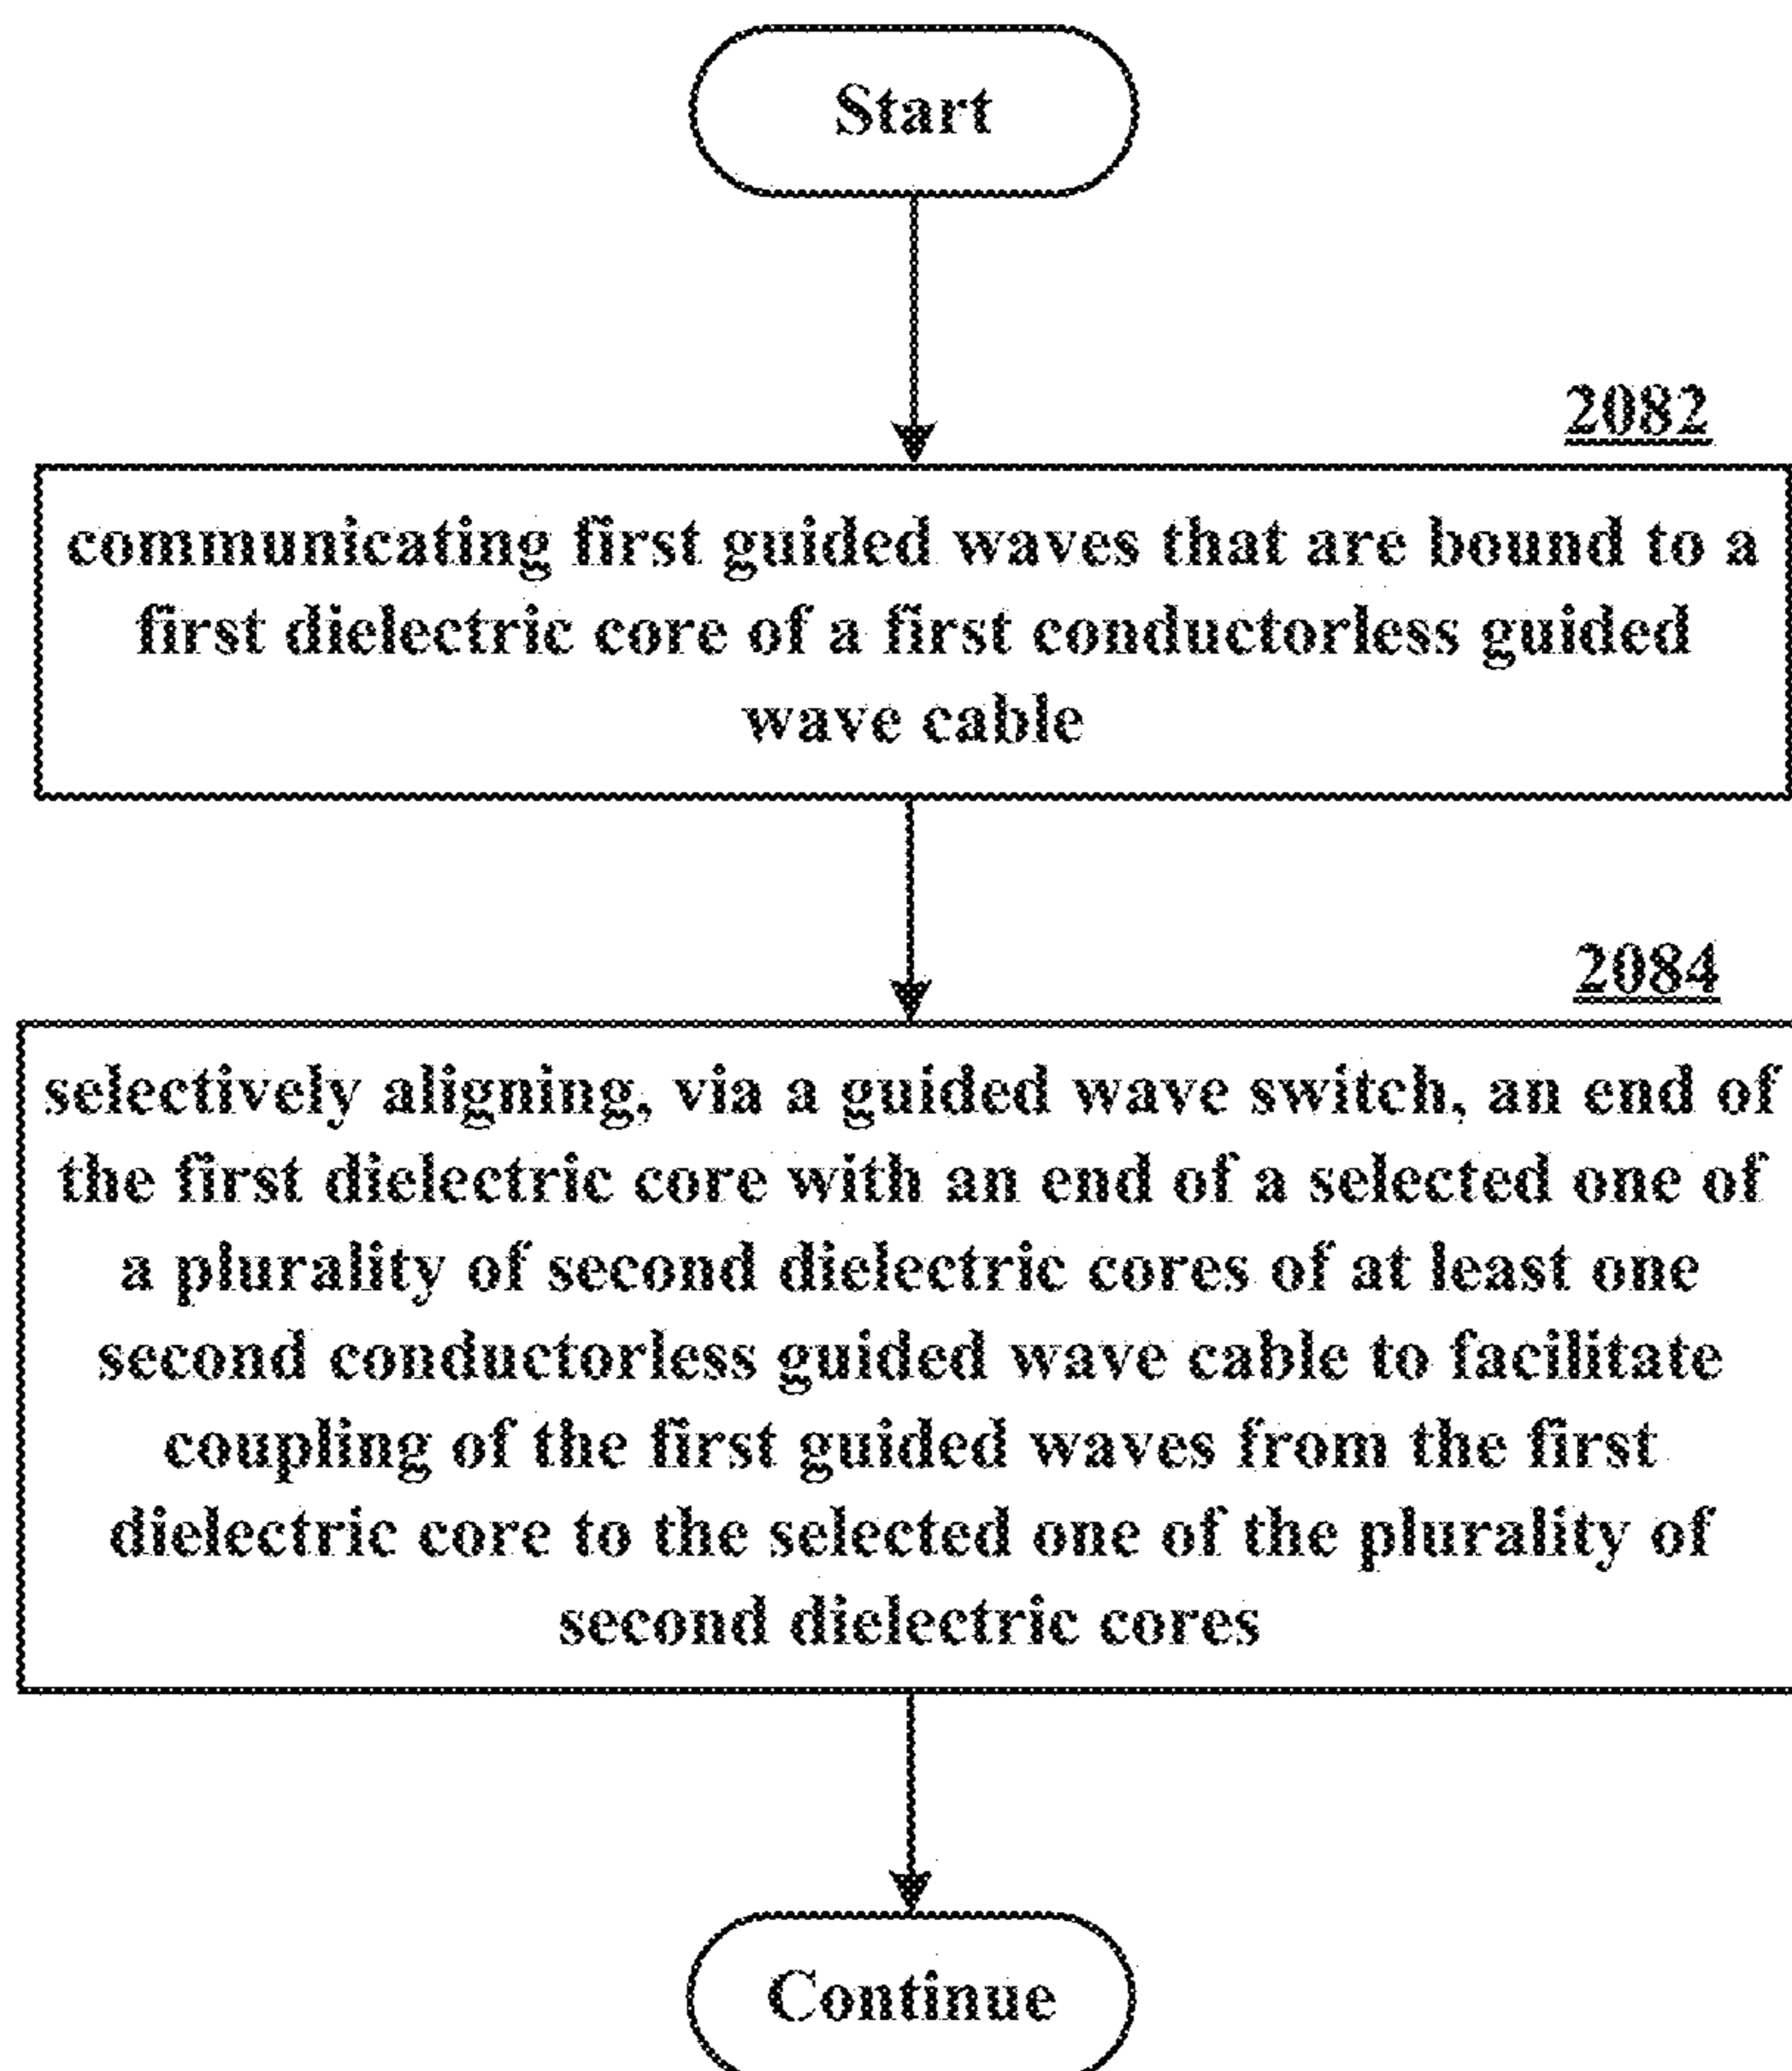 Start
2082
communicating first guided waves that are bound to a
first dielectric core of a first conductorless guided
wave cable
2084
selectively aligning, via a guided wave switch, an end of
the first dielectric core with an end of a selected one of
a plurality of second dielectric cores of at least one
second conductorless guided wave cable to facilitate
coupling of the first guided waves from the first
dielectric core to the selected one of the plurality of
second dielectric cores
Continue